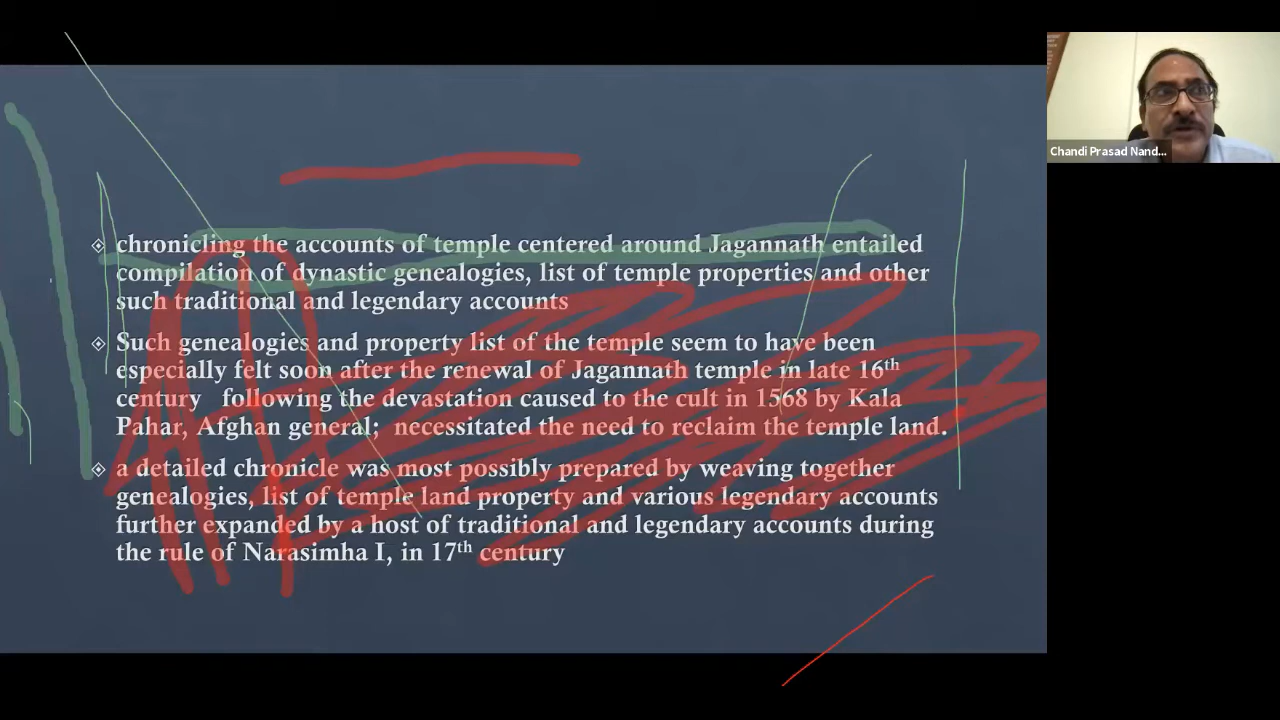 chronicling the accounts of temple centered around Jagannath entailed
compilation of dynastic genealogies, list of temple properties and other
such traditional and legendary accounts
Such genealogies and property list of the temple seem to have been
especially felt soon after the renewal of Jagannath temple in late 16th
century following the devastation caused to the cult in 1568 by Kala
Pahar, Afghan general; necessitated the need to reclaim the temple land.
a detailed chronicle was most possibly prepared by weaving together
genealogies, list of temple land property and various legendary accounts
further expanded by a host of traditional and legendary accounts during
the rule of Narasimha I, in 17th century
Chandi Prasad Nand...